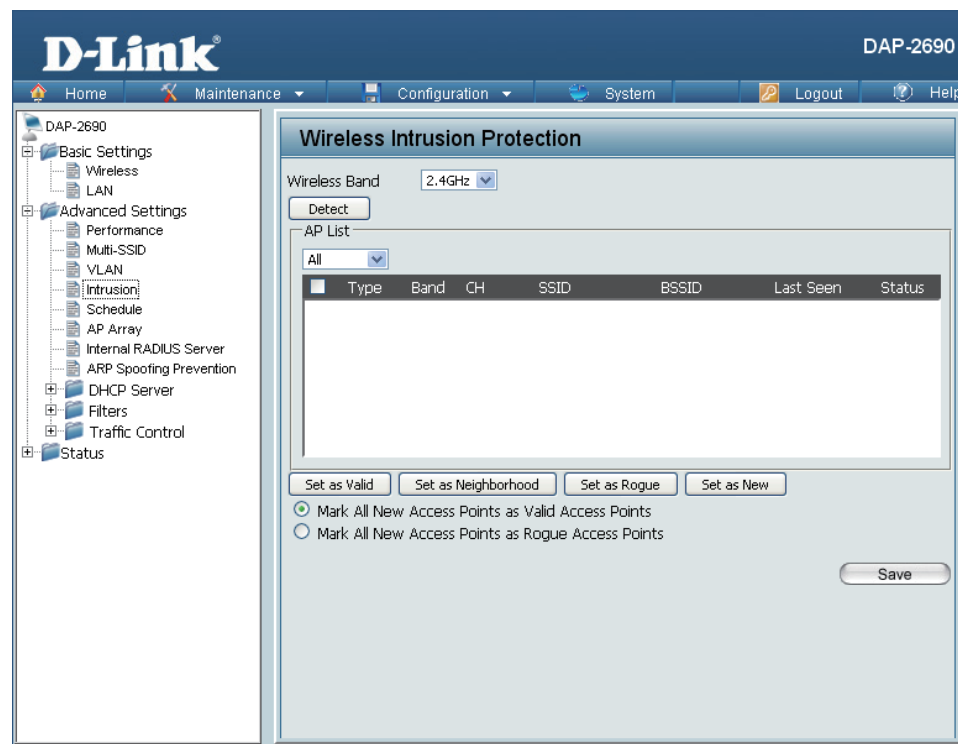 D-Link®
DAP-2690
Home Maintenance Configuration System Logout Help
DAP-2690
Basic Settings
Wireless
LAN
Advanced Settings
Performance
Multi-SSID
VLAN
Intrusion
Schedule
AP Array
Internal RADIUS Server
ARP Spoofing Prevention
DHCP Server
Filters
Traffic Control
Status
Wireless Intrusion Protection
Wireless Band 2.4GHz
Detect
AP List
All
Type Band CH SSID BSSID Last Seen Status
Set as Valid Set as Neighborhood Set as Rogue Set as New
Mark All New Access Points as Valid Access Points
Mark All New Access Points as Rogue Access Points
Save